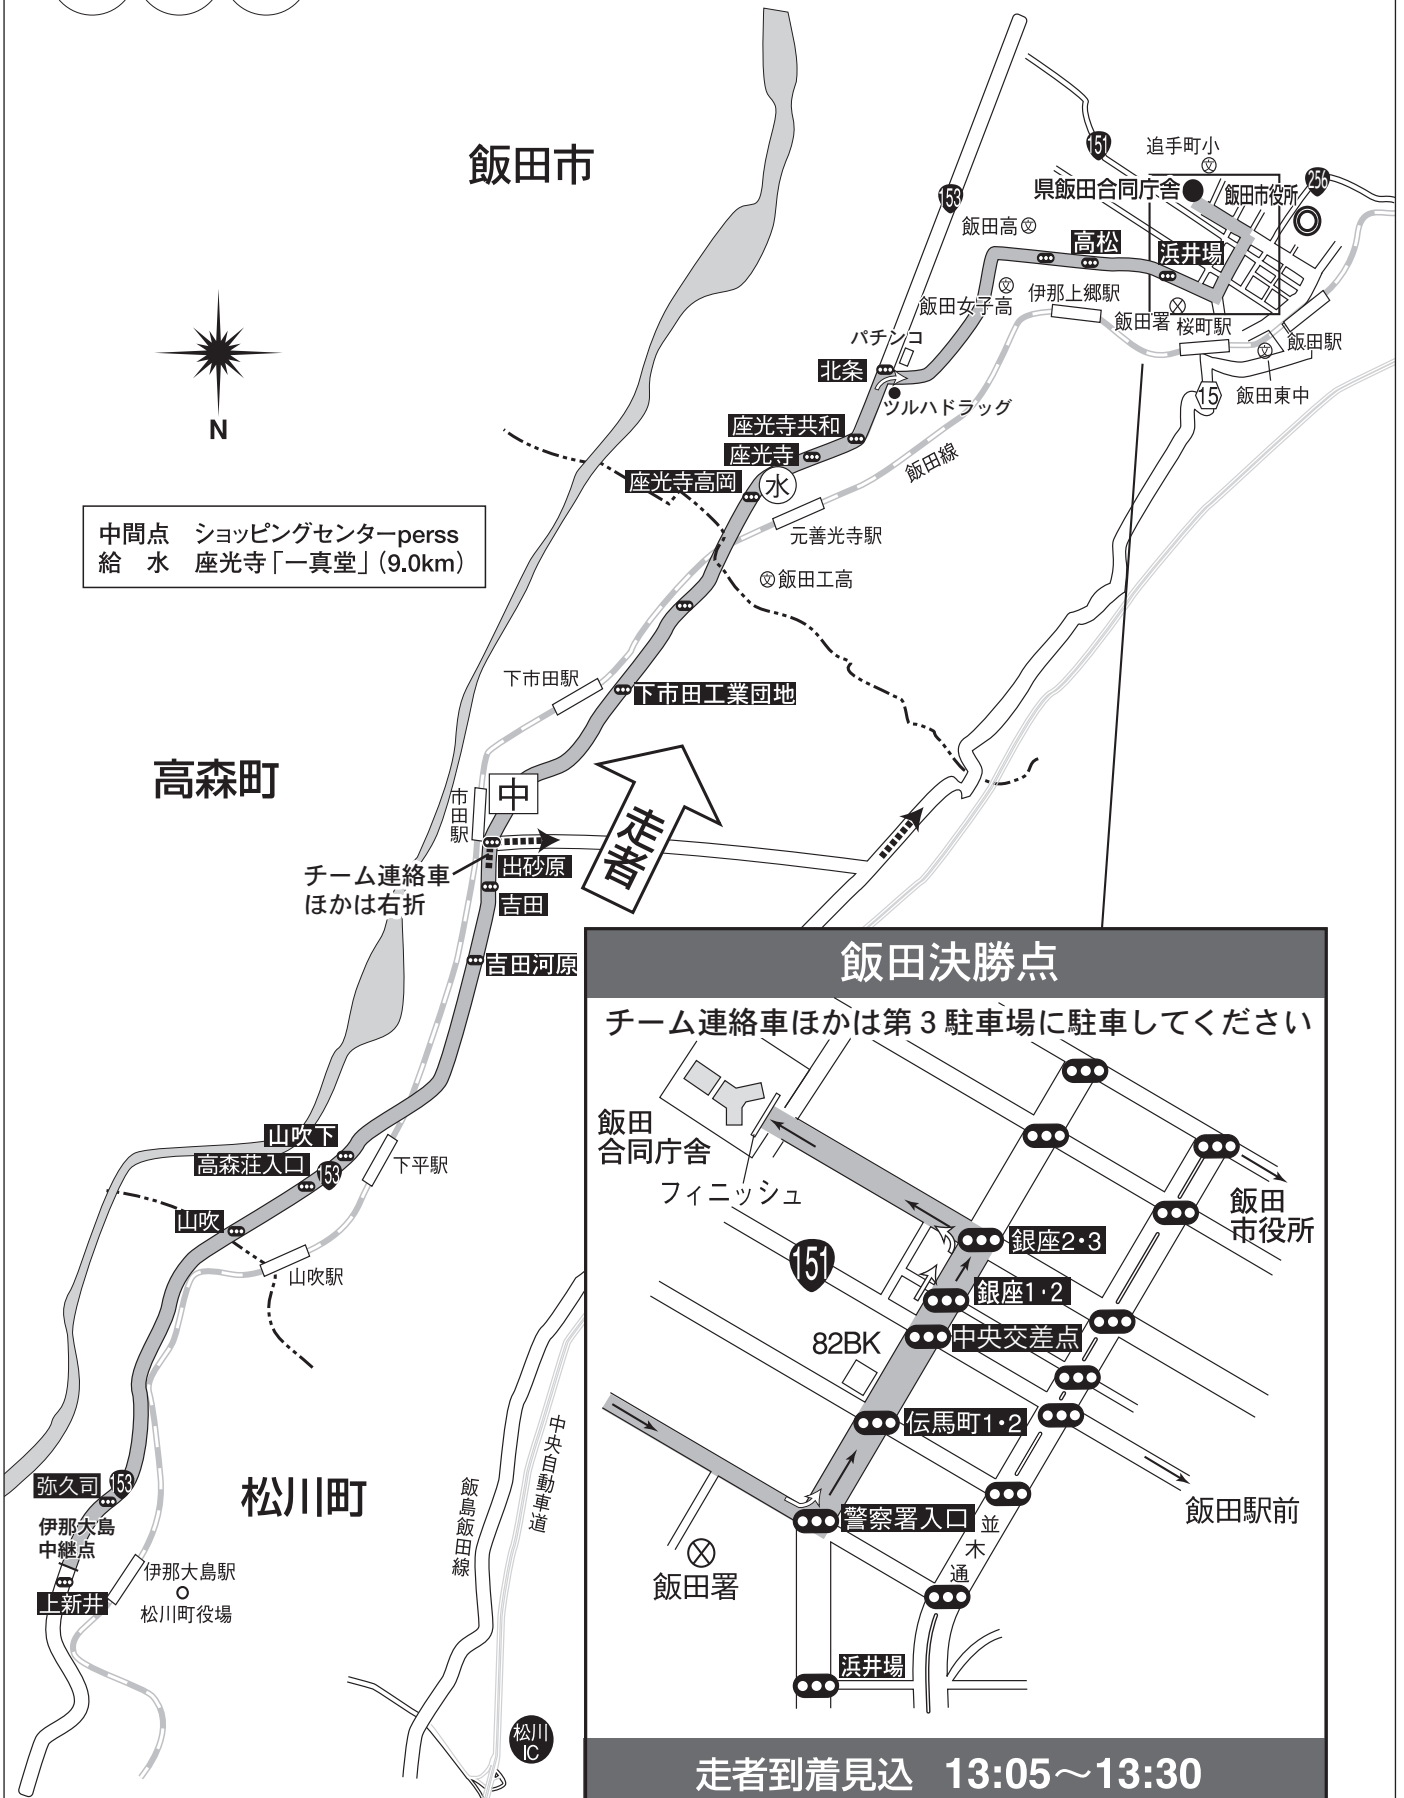 飯田市
151
追手町小
文
256
県飯田合同庁舎
飯田市役所
153
飯田高文
高松
浜井場
文
飯田女子高
伊那上郷駅
飯田署
桜町駅
飯田駅
文
パチンコ
北条
15
飯田東中
ツルハドラッグ
座光寺共和
座光寺
飯田線
N
座光寺高岡
水
中間点 ショッピングセンターperss
給 水 座光寺「一真堂」(9.0km)
元善光寺駅
文飯田工高
下市田駅
下市田工業団地
高森町
中
市田駅
走者
チーム連絡車
ほかは右折
出砂原
吉田
吉田河原
山吹下
高森荘入口
153
下平駅
山吹
山吹駅
弥久司
153
松川町
伊那大島
中継点
伊那大島駅
上新井
松川町役場
中央自動車道
飯島飯田線
松川
IC
飯田決勝点
チーム連絡車ほかは第3駐車場に駐車してください
飯田
合同庁舎
フィニッシュ
飯田
市役所
銀座2・3
151
銀座1・2
82BK
中央交差点
伝馬町1・2
飯田駅前
警察署入口
並木通
飯田署
浜井場
走者到着見込 13:05～13:30